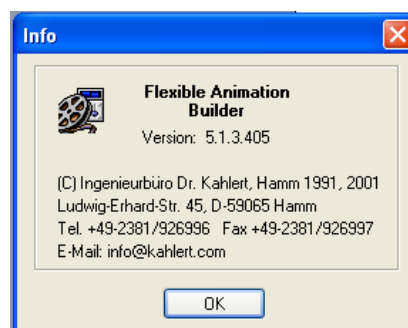 Info
Flexible Animation
Builder
Version: 5.1.3.405
(C) Ingenieurbüro Dr. Kahlert, Hamm 1991, 2001
Ludwig-Erhard-Str. 45, D-59065 Hamm
Tel. +49-2381/926996 Fax +49-2381/926997
E-Mail: info@kahlert.com
OK